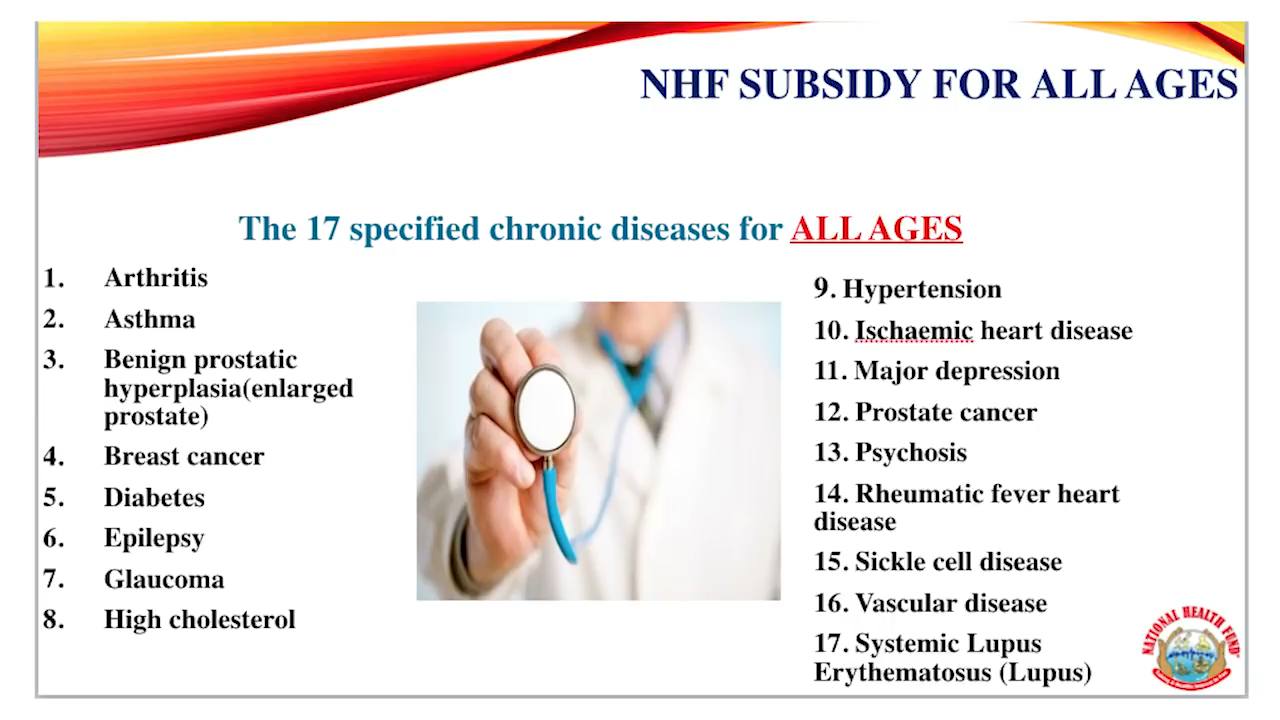 NHF SUBSIDY FOR ALL AGES
The 17 specified chronic diseases for ALL AGES
1. Arthritis
2. Asthma
3. Benign prostatic
hyperplasia(enlarged
prostate)
4. Breast cancer
5. Diabetes
6. Epilepsy
7. Glaucoma
8. High cholesterol
9. Hypertension
10. Ischaemic heart disease
11. Major depression
12. Prostate cancer
13. Psychosis
14. Rheumatic fever heart
disease
15. Sickle cell disease
16. Vascular disease
17. Systemic Lupus
Erythematosus (Lupus)
NATIONAL HEALTH FUND